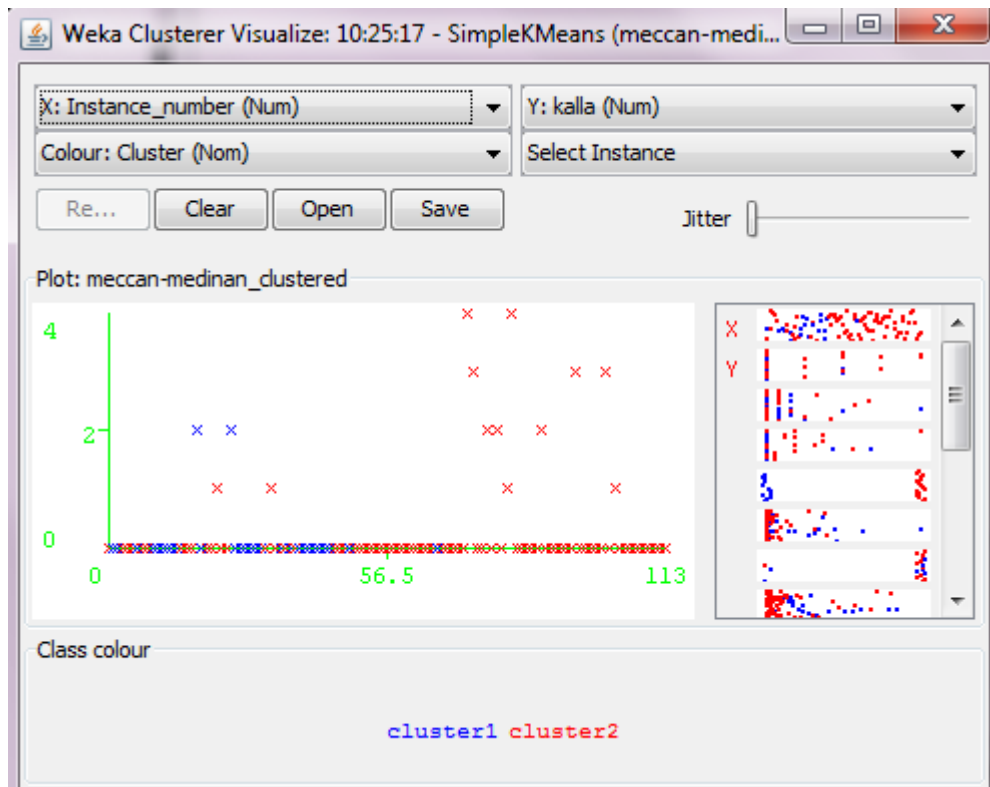 Weka Clusterer Visualize: 10:25:17 - SimpleKMeans (meccan-medi...
X: Instance_number (Num)
Y: kalla (Num)
Colour: Cluster (Nom)
Select Instance
Re...
Clear
Open
Save
Jitter
Plot: meccan-medinan_clustered
4
2
0
0
56.5
113
X
Y
Class colour
cluster1 cluster2